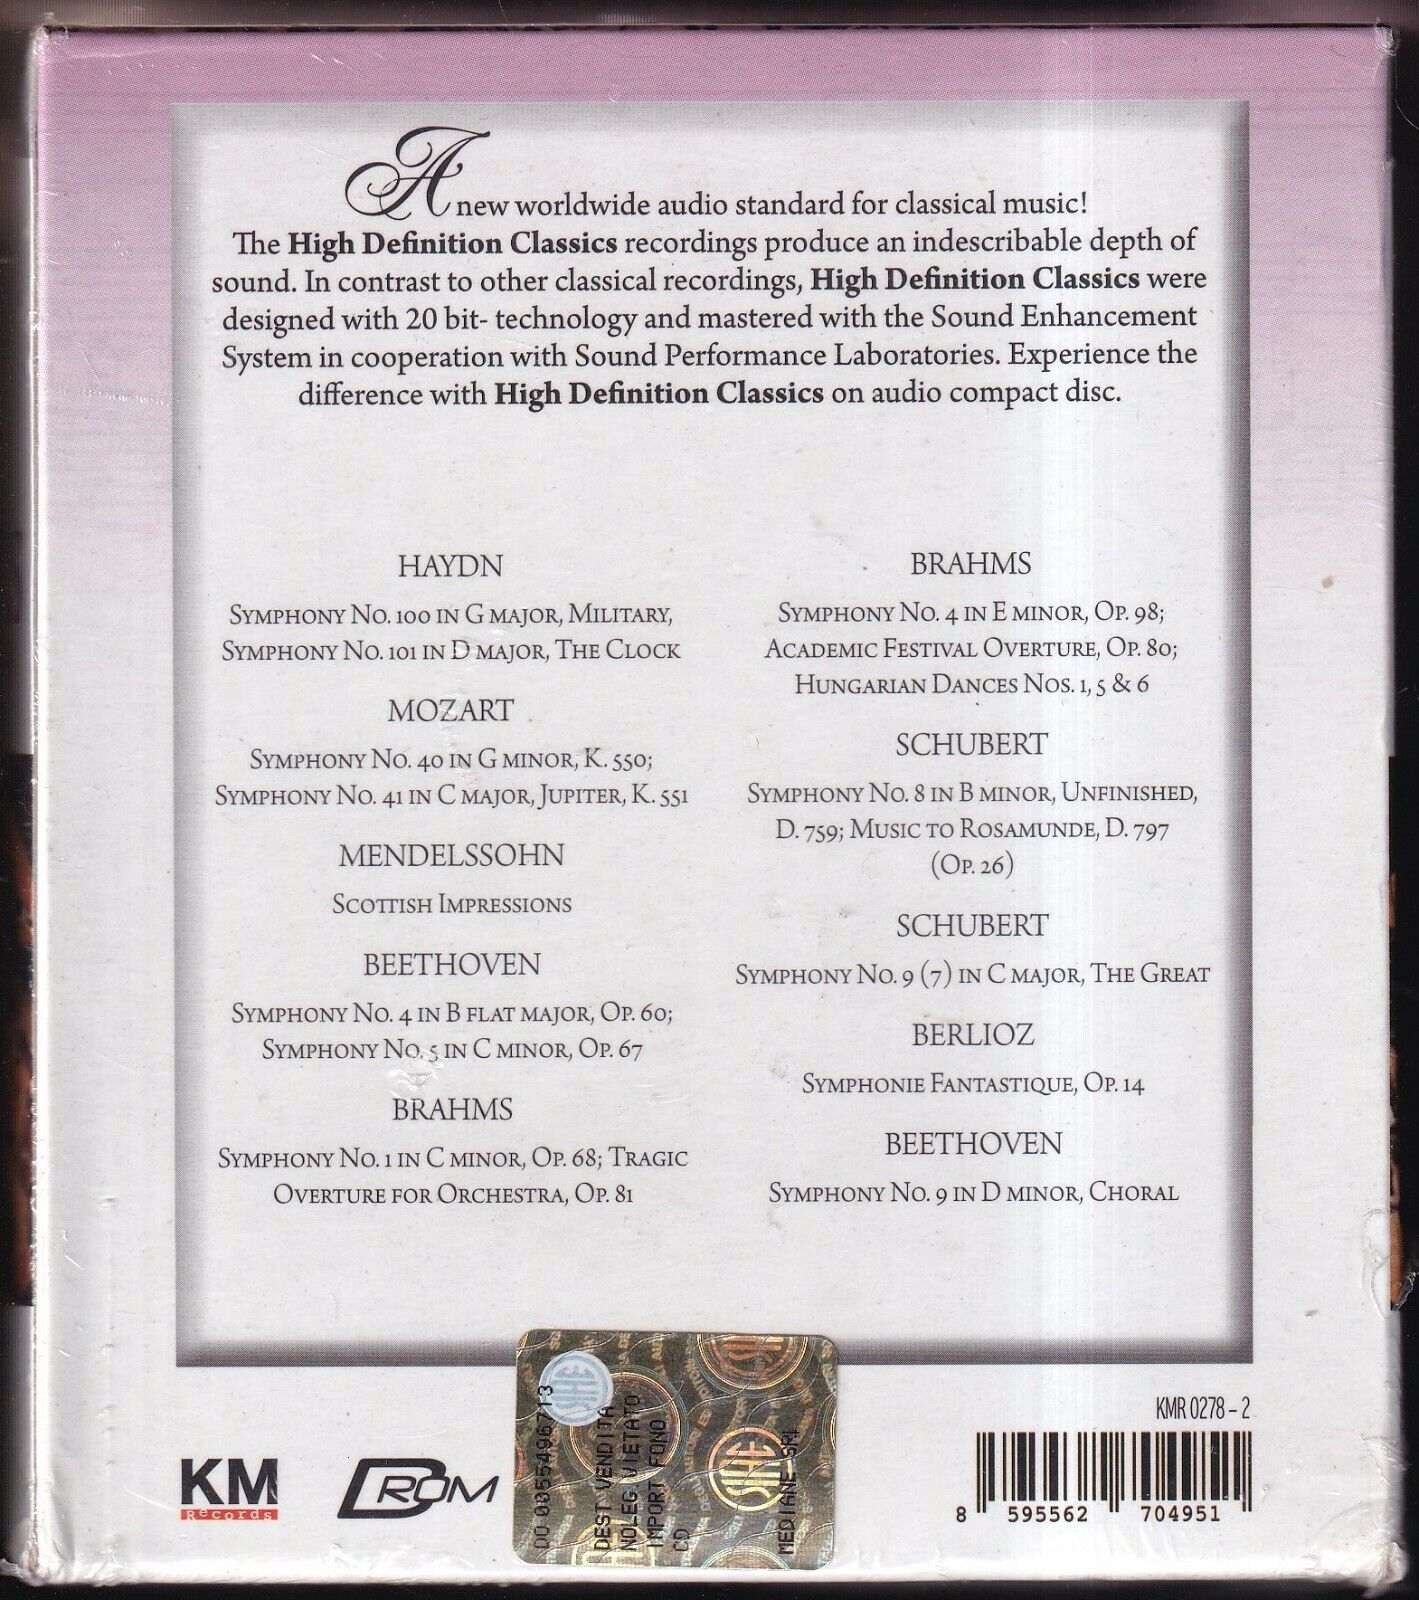 A new worldwide audio standard for classical music!
The High Definition Classics recordings produce an indescribable depth of
sound. In contrast to other classical recordings, High Definition Classics were
designed with 20 bit- technology and mastered with the Sound Enhancement
System in cooperation with Sound Performance Laboratories. Experience the
difference with High Definition Classics on audio compact disc.
HAYDN
SYMPHONY NO. 100 IN G MAJOR, MILITARY,
SYMPHONY NO. 101 IN D MAJOR, THE CLOCK
MOZART
SYMPHONY NO. 40 IN G MINOR, K. 550;
SYMPHONY NO. 41 IN C MAJOR, JUPITER, K. 551
MENDELSSOHN
SCOTTISH IMPRESSIONS
BEETHOVEN
SYMPHONY NO. 4 IN B FLAT MAJOR, OP. 60;
SYMPHONY NO. 5 IN C MINOR, OP. 67
BRAHMS
SYMPHONY NO. 1 IN C MINOR, OP. 68; TRAGIC
OVERTURE FOR ORCHESTRA, OP. 81
BRAHMS
SYMPHONY NO. 4 IN E MINOR, OP. 98;
ACADEMIC FESTIVAL OVERTURE, OP. 80;
HUNGARIAN DANCES NOS. 1, 5 & 6
SCHUBERT
SYMPHONY NO. 8 IN B MINOR, UNFINISHED,
D. 759; MUSIC TO ROSAMUNDE, D. 797
(OP. 26)
SCHUBERT
SYMPHONY NO. 9 (7) IN C MAJOR, THE GREAT
BERLIOZ
SYMPHONIE FANTASTIQUE, OP. 14
BEETHOVEN
SYMPHONY NO. 9 IN D MINOR, CHORAL
KM
Records
DROM
DO 0055496713
DEST VENDITA
NOLEG VIETATO
IMPORT FONO
CD
MEDIANE SRL
SIAE
KMR 0278 – 2
8 595562 704951